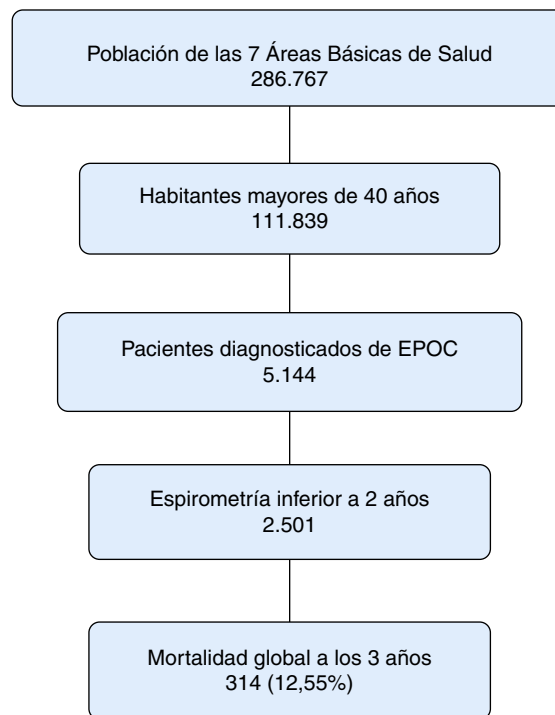 Población de las 7 Áreas Básicas de Salud
286.767
Habitantes mayores de 40 años
111.839
Pacientes diagnosticados de EPOC
5.144
Espirometría inferior a 2 años
2.501
Mortalidad global a los 3 años
314 (12,55%)